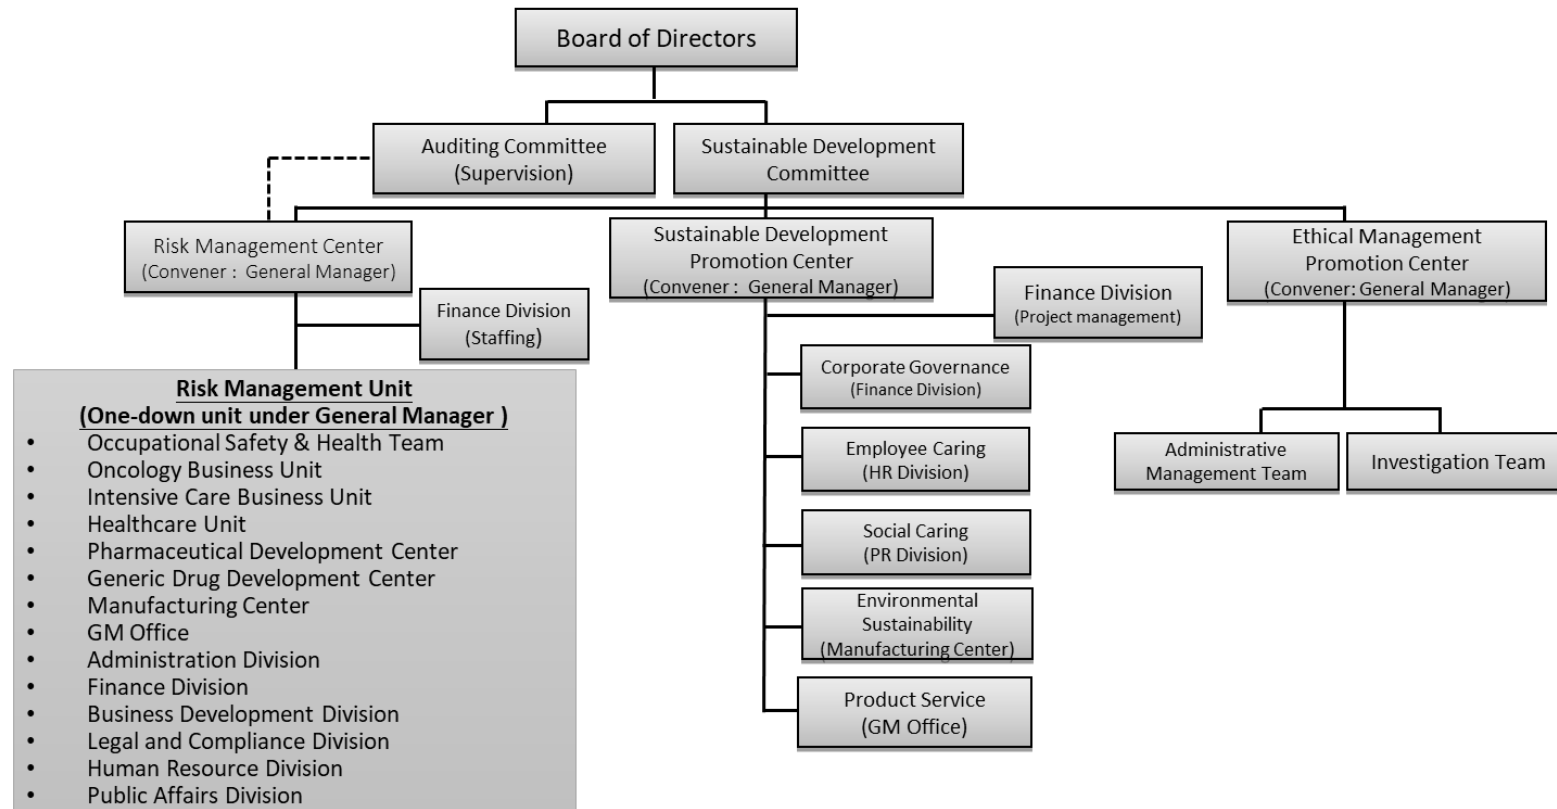 Board of Directors
Auditing Committee
(Supervision)
Sustainable Development
Committee
Risk Management Center
(Convener : General Manager)
Sustainable Development
Promotion Center
(Convener : General Manager)
Ethical Management
Promotion Center
(Convener: General Manager)
Finance Division
(Staffing)
Finance Division
(Project management)
Risk Management Unit
(One-down unit under General Manager )
• Occupational Safety & Health Team
• Oncology Business Unit
• Intensive Care Business Unit
• Healthcare Unit
• Pharmaceutical Development Center
• Generic Drug Development Center
• Manufacturing Center
• GM Office
• Administration Division
• Finance Division
• Business Development Division
• Legal and Compliance Division
• Human Resource Division
• Public Affairs Division
Corporate Governance
(Finance Division)
Employee Caring
(HR Division)
Social Caring
(PR Division)
Environmental
Sustainability
(Manufacturing Center)
Product Service
(GM Office)
Administrative
Management Team
Investigation Team